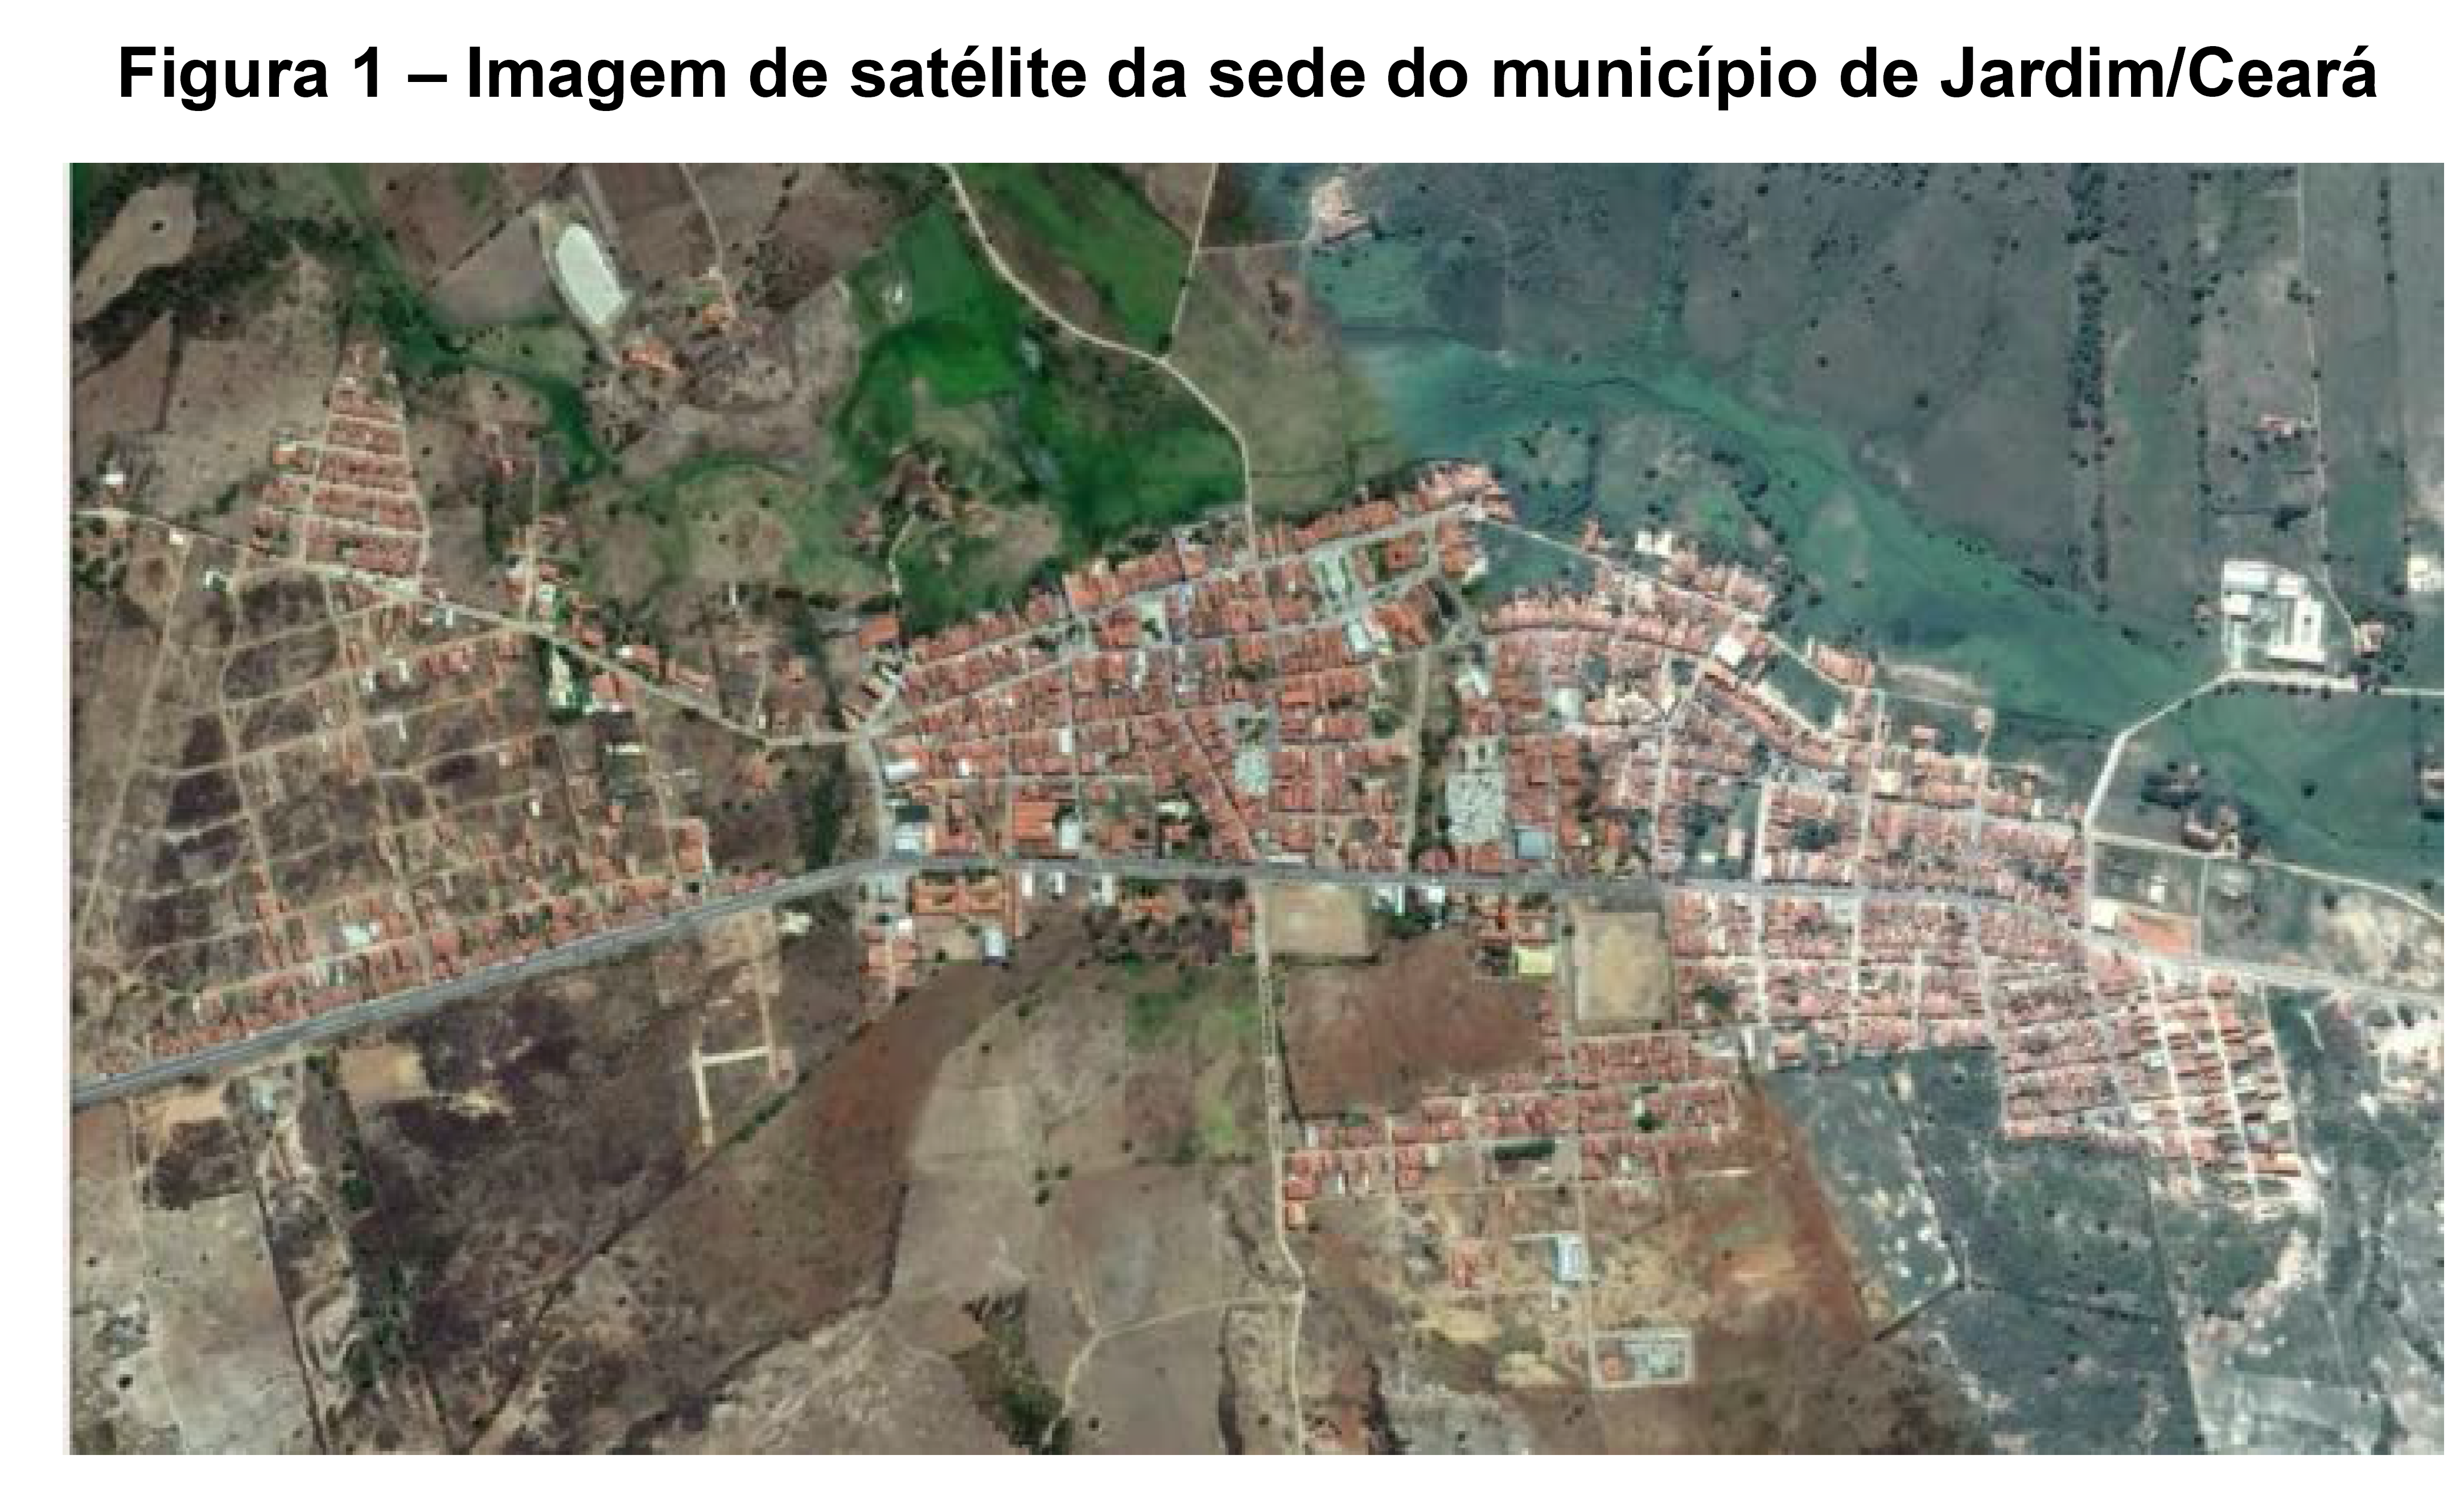 Figura 1 – Imagem de satélite da sede do município de Jardim/Ceará